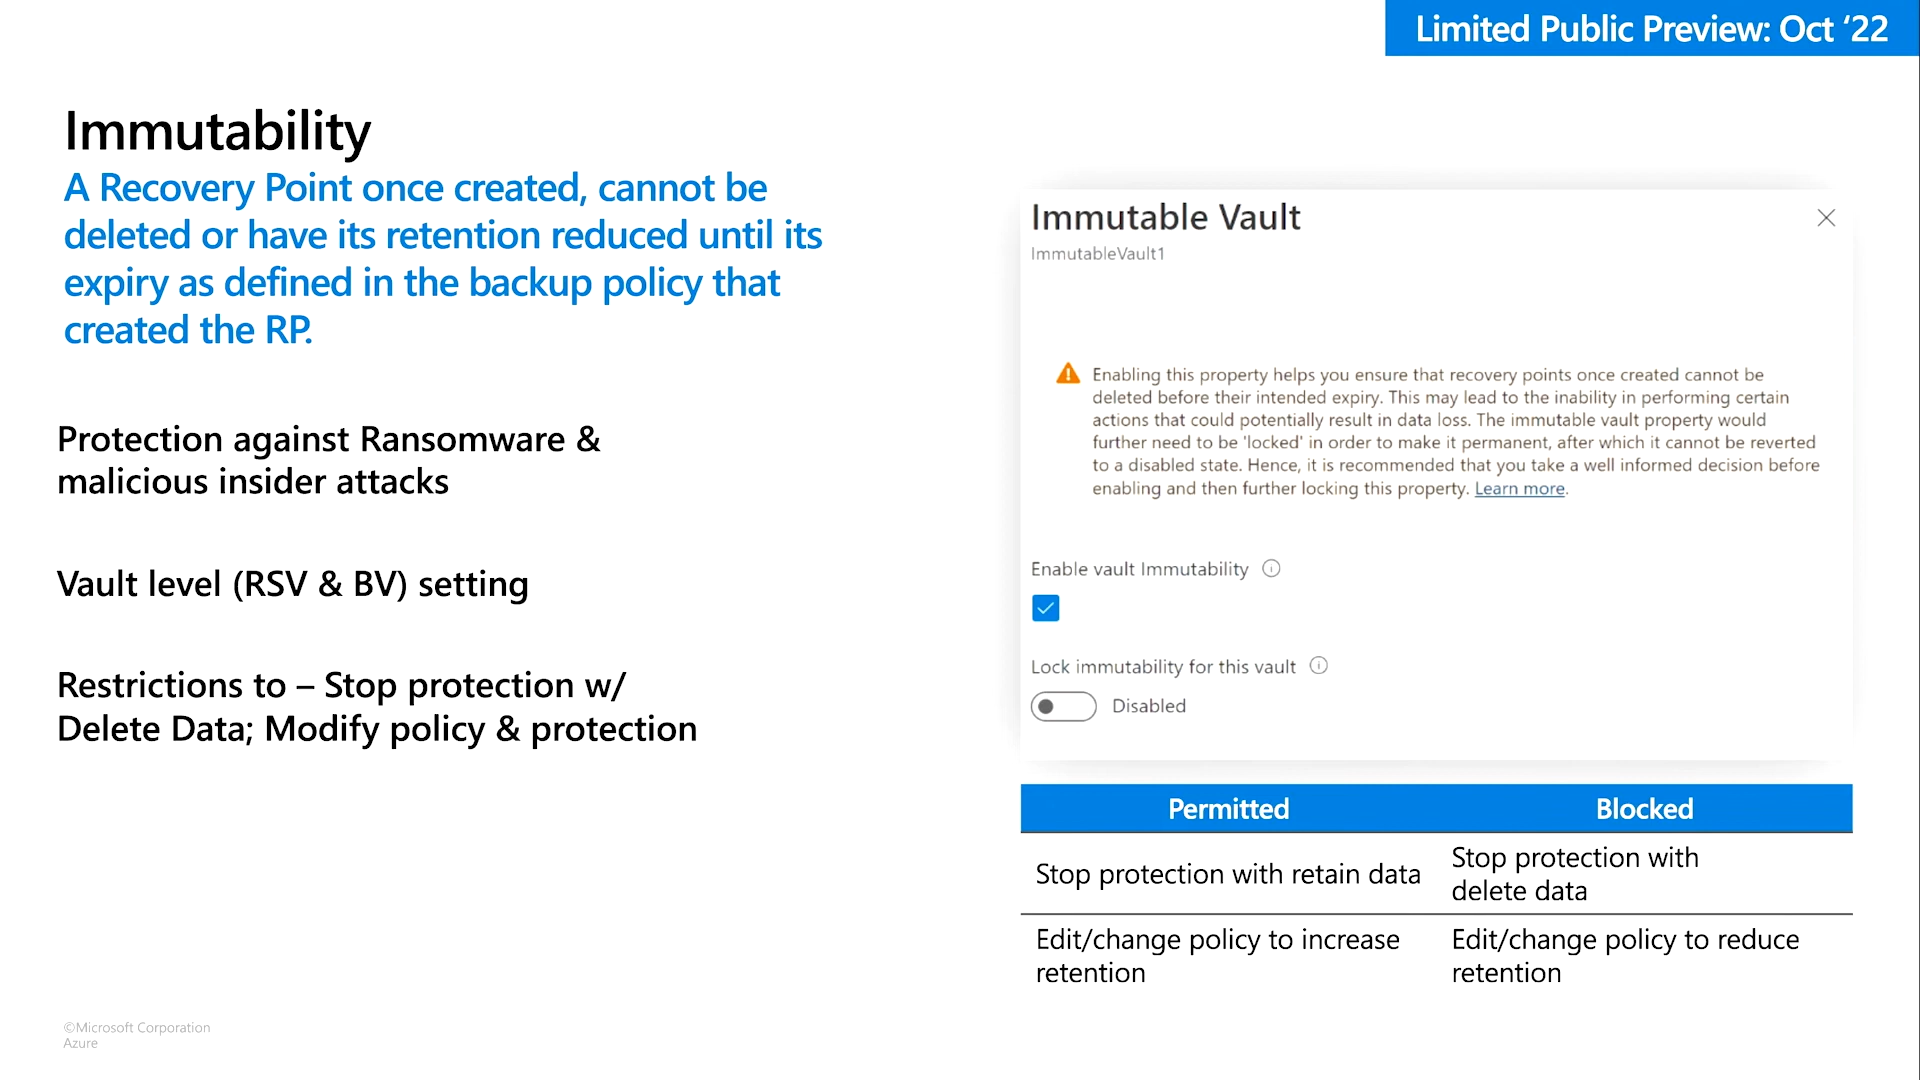 Limited Public Preview: Oct ‘22
Immutability
A Recovery Point once created, cannot be
deleted or have its retention reduced until its
expiry as defined in the backup policy that
created the RP.
Protection against Ransomware &
malicious insider attacks
Vault level (RSV & BV) setting
Restrictions to – Stop protection w/
Delete Data; Modify policy & protection
Immutable Vault
ImmutableVault1
Enabling this property helps you ensure that recovery points once created cannot be
deleted before their intended expiry. This may lead to the inability in performing certain
actions that could potentially result in data loss. The immutable vault property would
further need to be 'locked' in order to make it permanent, after which it cannot be reverted
to a disabled state. Hence, it is recommended that you take a well informed decision before
enabling and then further locking this property. Learn more.
Enable vault Immutability
Lock immutability for this vault
Disabled
Permitted Blocked
Stop protection with retain data
Stop protection with
delete data
Edit/change policy to increase
retention
Edit/change policy to reduce
retention
©Microsoft Corporation
Azure